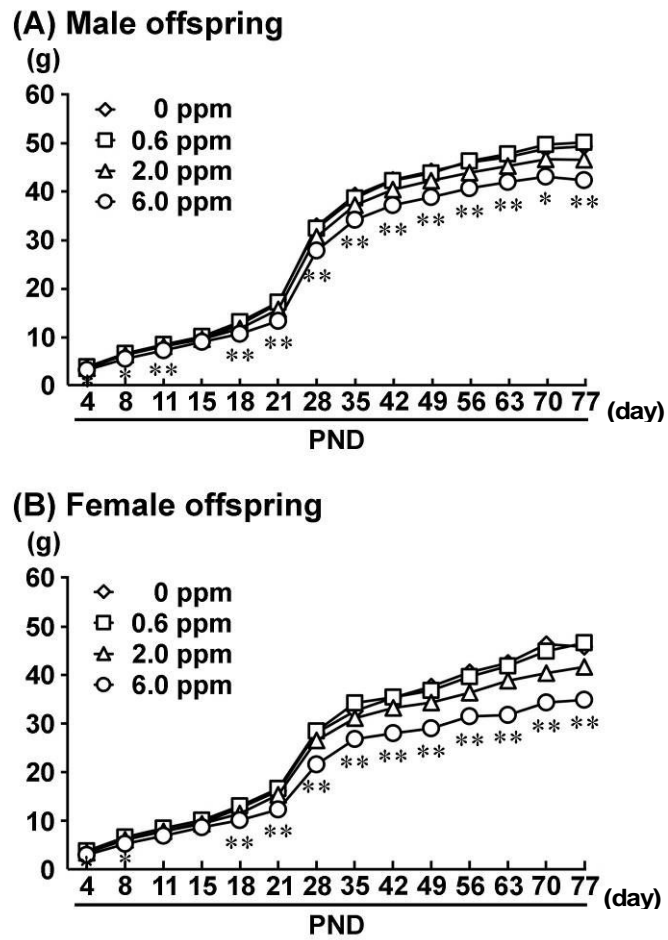 (A) Male offspring
(g)
60
50
40
30
20
10
0
0 ppm
0.6 ppm
2.0 ppm
6.0 ppm
* * ** ** ** ** ** ** ** ** ** * **
4 8 11 15 18 21 28 35 42 49 56 63 70 77 (day)
PND
(B) Female offspring
(g)
60
50
40
30
20
10
0
0 ppm
0.6 ppm
2.0 ppm
6.0 ppm
* * ** ** ** ** ** ** ** ** ** **
4 8 11 15 18 21 28 35 42 49 56 63 70 77 (day)
PND